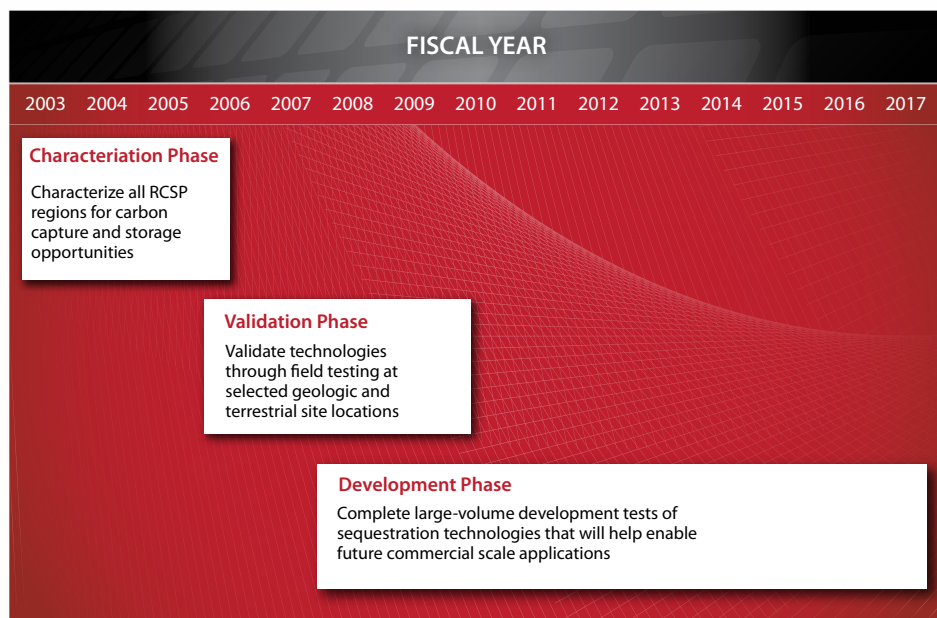 FISCAL YEAR
2003 2004 2005 2006 2007 2008 2009 2010 2011 2012 2013 2014 2015 2016 2017
Characteriation Phase
Characterize all RCSP
regions for carbon
capture and storage
opportunities
Validation Phase
Validate technologies
through field testing at
selected geologic and
terrestrial site locations
Development Phase
Complete large-volume development tests of
sequestration technologies that will help enable
future commercial scale applications